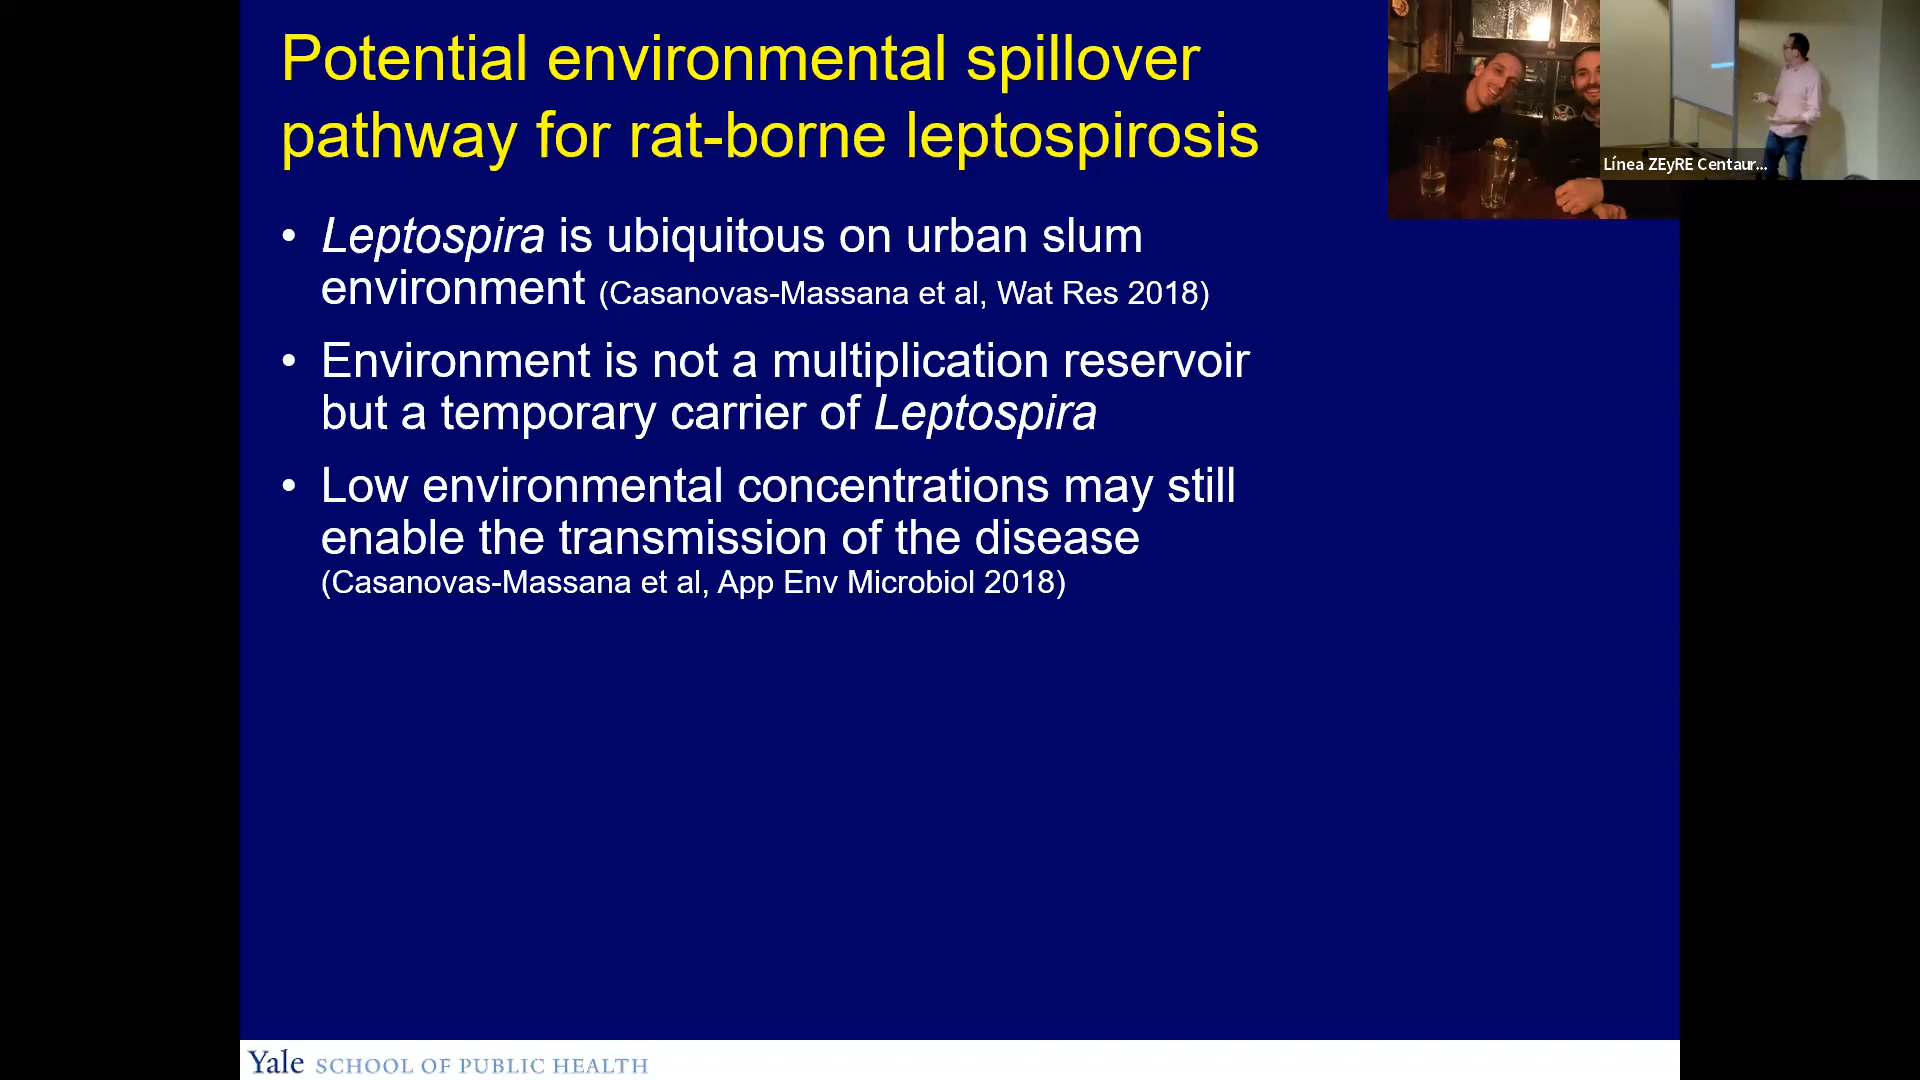 Potential environmental spillover
pathway for rat-borne leptospirosis
Línea ZEyRE Centaur...
• Leptospira is ubiquitous on urban slum
environment (Casanovas-Massana et al, Wat Res 2018)
• Environment is not a multiplication reservoir
but a temporary carrier of Leptospira
• Low environmental concentrations may still
enable the transmission of the disease
(Casanovas-Massana et al, App Env Microbiol 2018)
Yale SCHOOL OF PUBLIC HEALTH